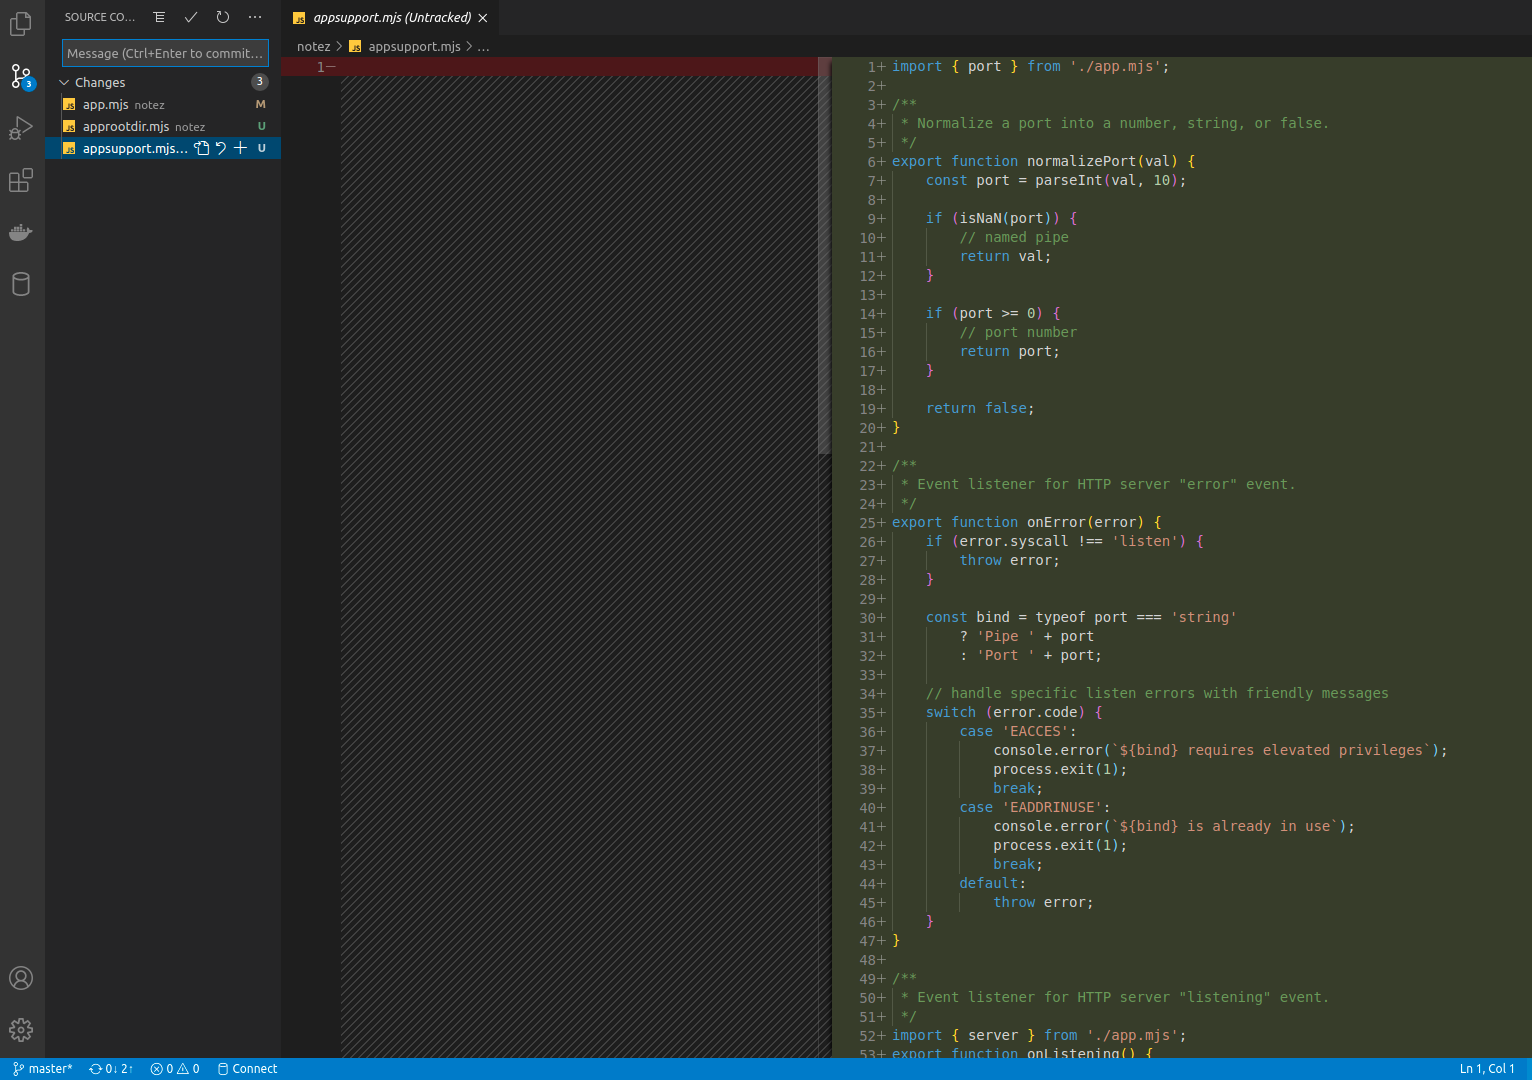 SOURCE CO...
Message (Ctrl+Enter to commit...
Changes 3
app.mjs notez M
approotdir.mjs notez U
appsupport.mjs... U
3
appsupport.mjs (Untracked)
notez > appsupport.mjs > ...
1—
1+ import { port } from './app.mjs';
2+
3+ /**
4+ * Normalize a port into a number, string, or false.
5+ */
6+ export function normalizePort(val) {
7+ const port = parseInt(val, 10);
8+
9+ if (isNaN(port)) {
10+ // named pipe
11+ return val;
12+ }
13+
14+ if (port >= 0) {
15+ // port number
16+ return port;
17+ }
18+
19+ return false;
20+ }
21+
22+ /**
23+ * Event listener for HTTP server "error" event.
24+ */
25+ export function onError(error) {
26+ if (error.syscall !== 'listen') {
27+ throw error;
28+ }
29+
30+ const bind = typeof port === 'string'
31+ ? 'Pipe ' + port
32+ : 'Port ' + port;
33+
34+ // handle specific listen errors with friendly messages
35+ switch (error.code) {
36+ case 'EACCES':
37+ console.error(`${bind} requires elevated privileges`);
38+ process.exit(1);
39+ break;
40+ case 'EADDRINUSE':
41+ console.error(`${bind} is already in use`);
42+ process.exit(1);
43+ break;
44+ default:
45+ throw error;
46+ }
47+ }
48+
49+ /**
50+ * Event listener for HTTP server "listening" event.
51+ */
52+ import { server } from './app.mjs';
53+ export function onListening() {
master* 0↓ 2↑ 0 0 Connect
Ln 1, Col 1